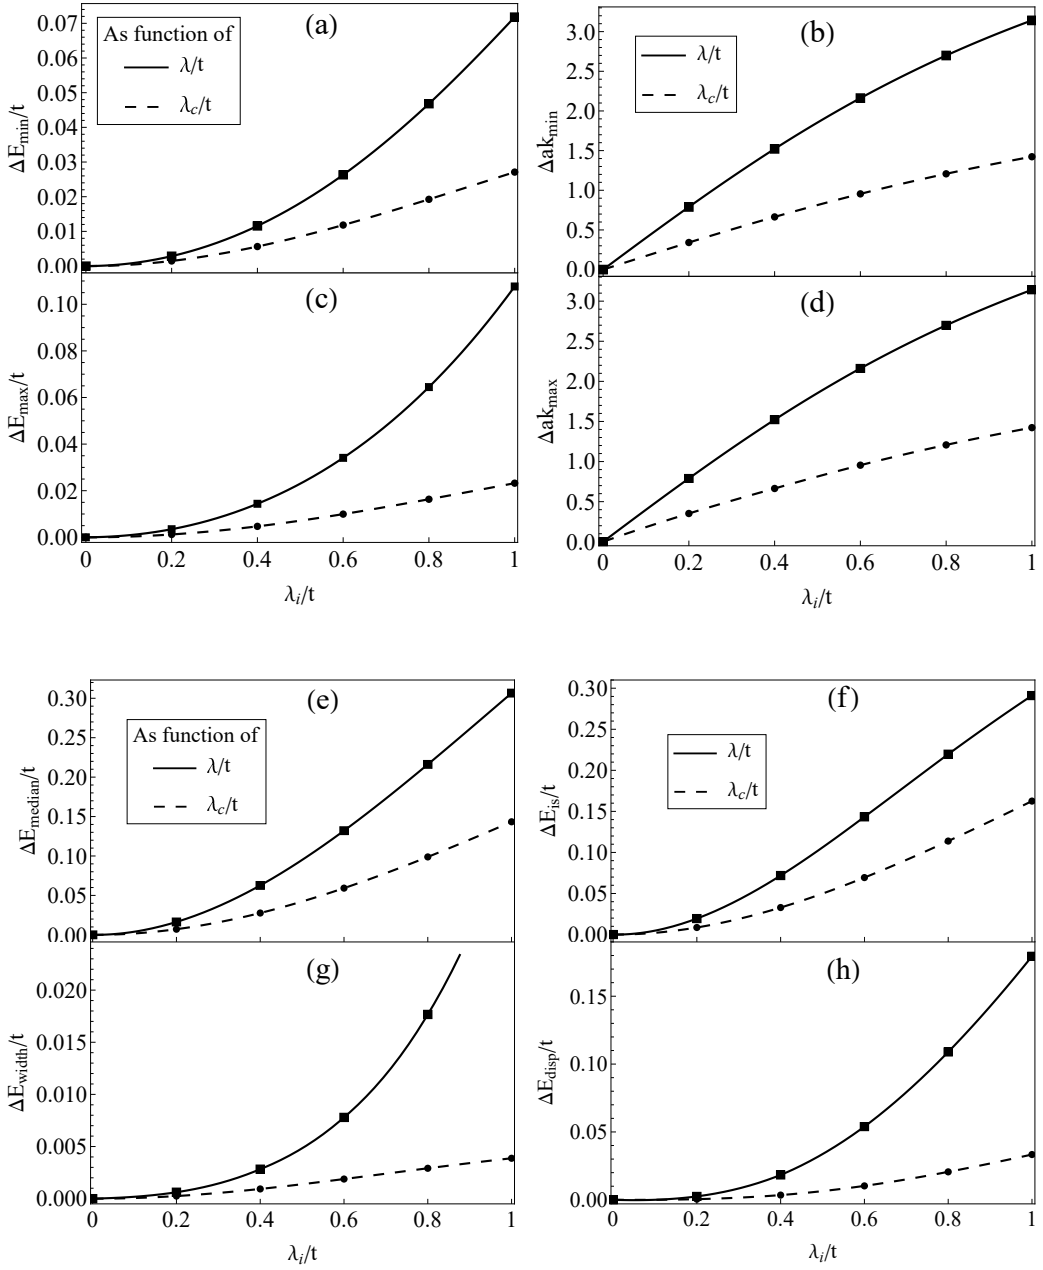 (a)
As function of
λ/t
λc/t
ΔEmin/t
0.07
0.06
0.05
0.04
0.03
0.02
0.01
0.00
(b)
λ/t
λc/t
Δakmin
3.0
2.5
2.0
1.5
1.0
0.5
0.0
(c)
ΔEmax/t
0.10
0.08
0.06
0.04
0.02
0.00
0 0.2 0.4 0.6 0.8 1
λi/t
(d)
Δakmax
3.0
2.5
2.0
1.5
1.0
0.5
0.0
0 0.2 0.4 0.6 0.8 1
λi/t
(e)
As function of
λ/t
λc/t
ΔEmedian/t
0.30
0.25
0.20
0.15
0.10
0.05
0.00
(f)
λ/t
λc/t
ΔEis/t
0.30
0.25
0.20
0.15
0.10
0.05
0.00
(g)
ΔEwidth/t
0.020
0.015
0.010
0.005
0.000
0 0.2 0.4 0.6 0.8 1
λi/t
(h)
ΔEdisp/t
0.15
0.10
0.05
0.00
0 0.2 0.4 0.6 0.8 1
λi/t